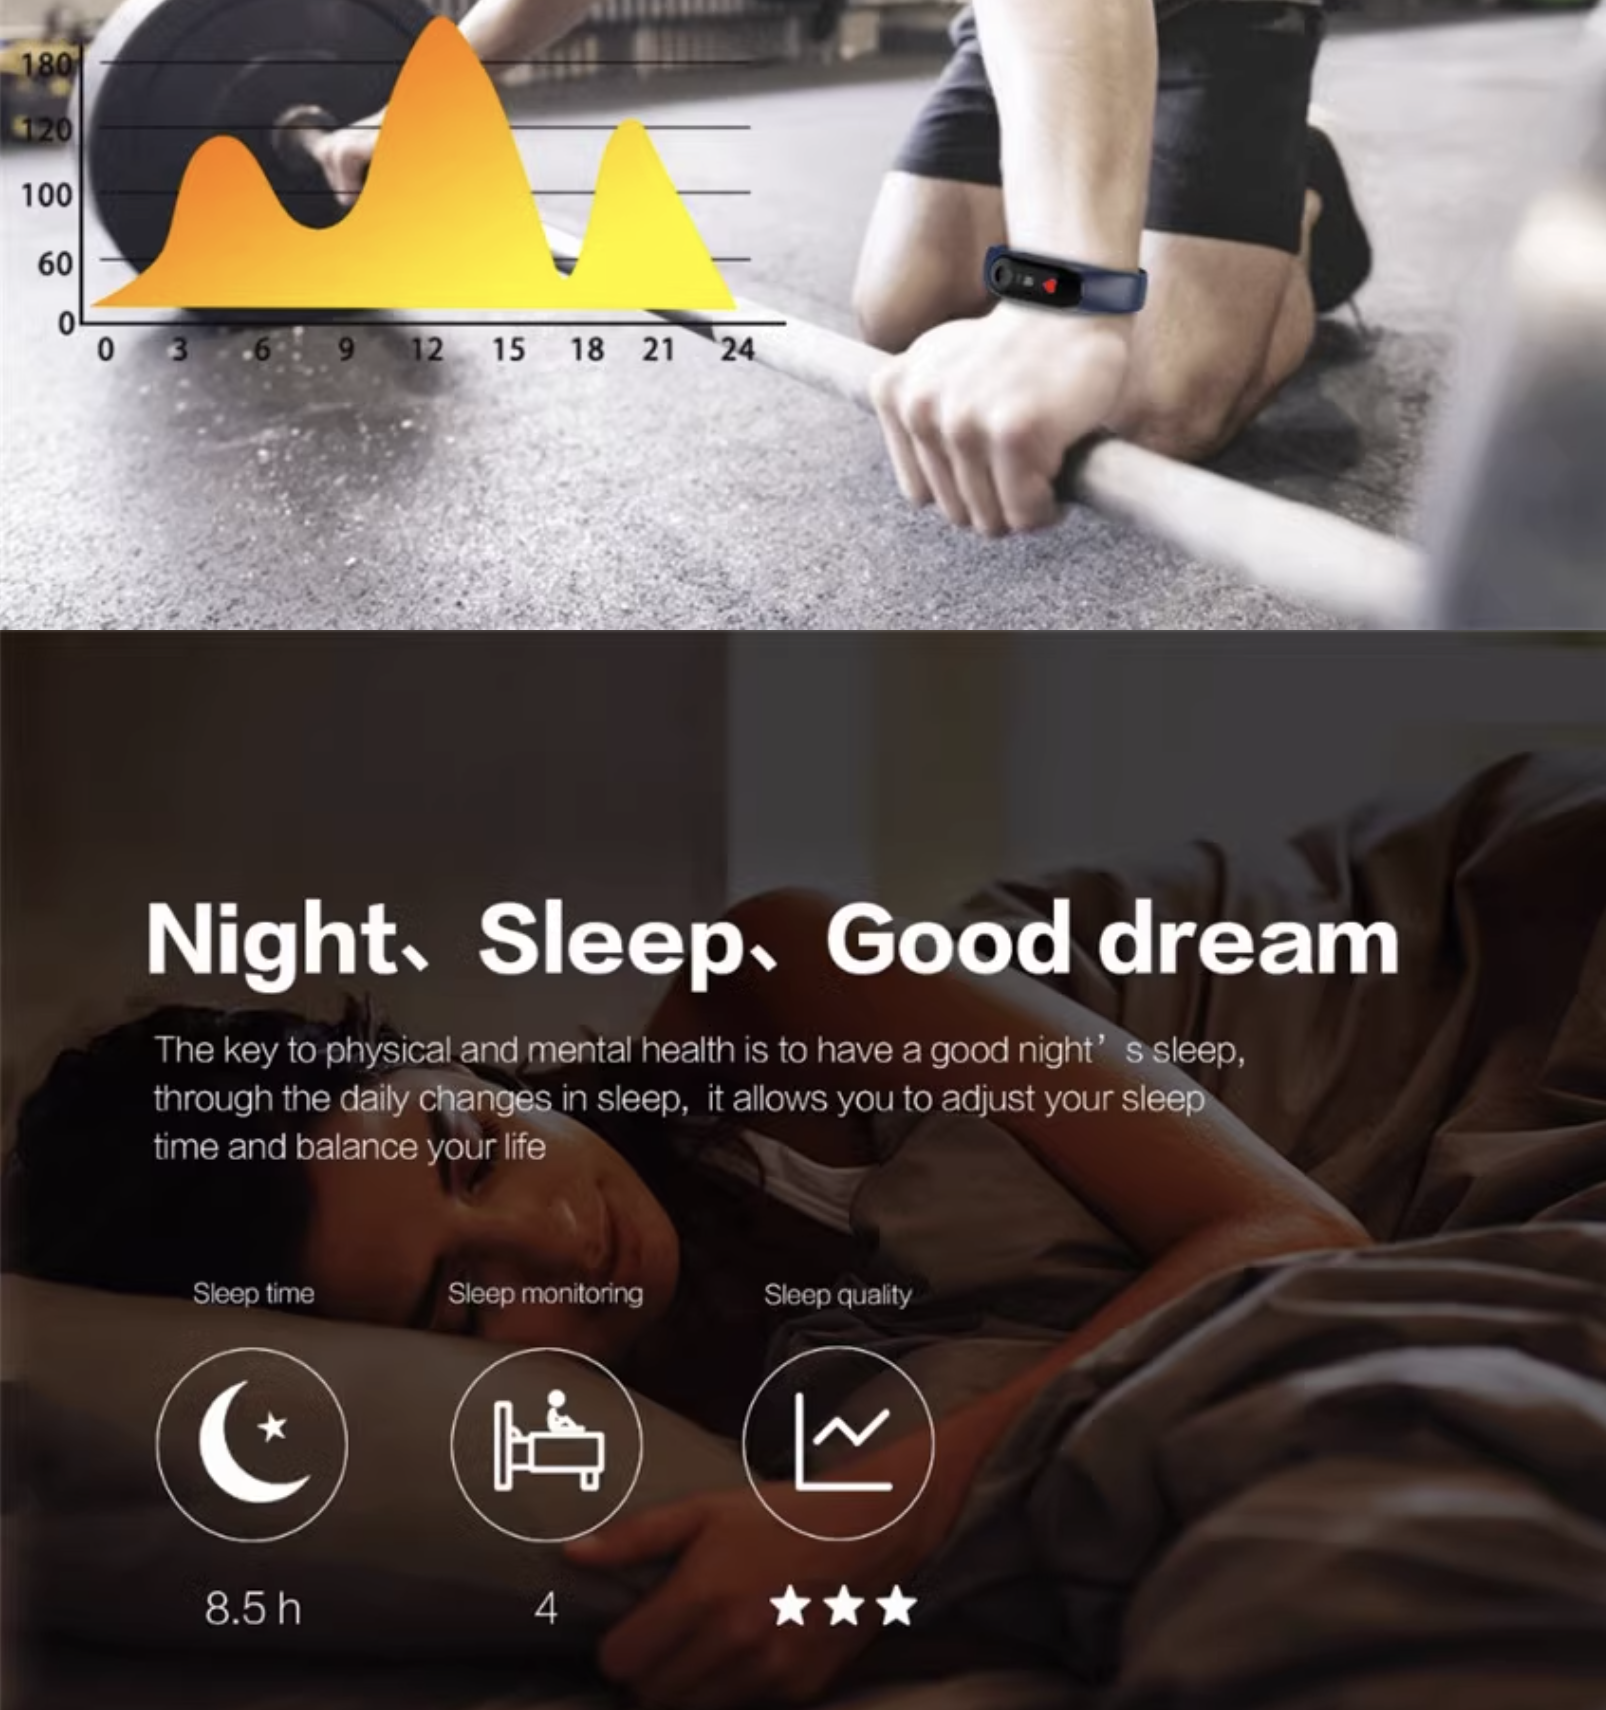 180
120
100
60
0
0 3 6 9 12 15 18 21 24
Night、Sleep、Good dream
The key to physical and mental health is to have a good night’s sleep,
through the daily changes in sleep, it allows you to adjust your sleep
time and balance your life
Sleep time Sleep monitoring Sleep quality
8.5 h 4